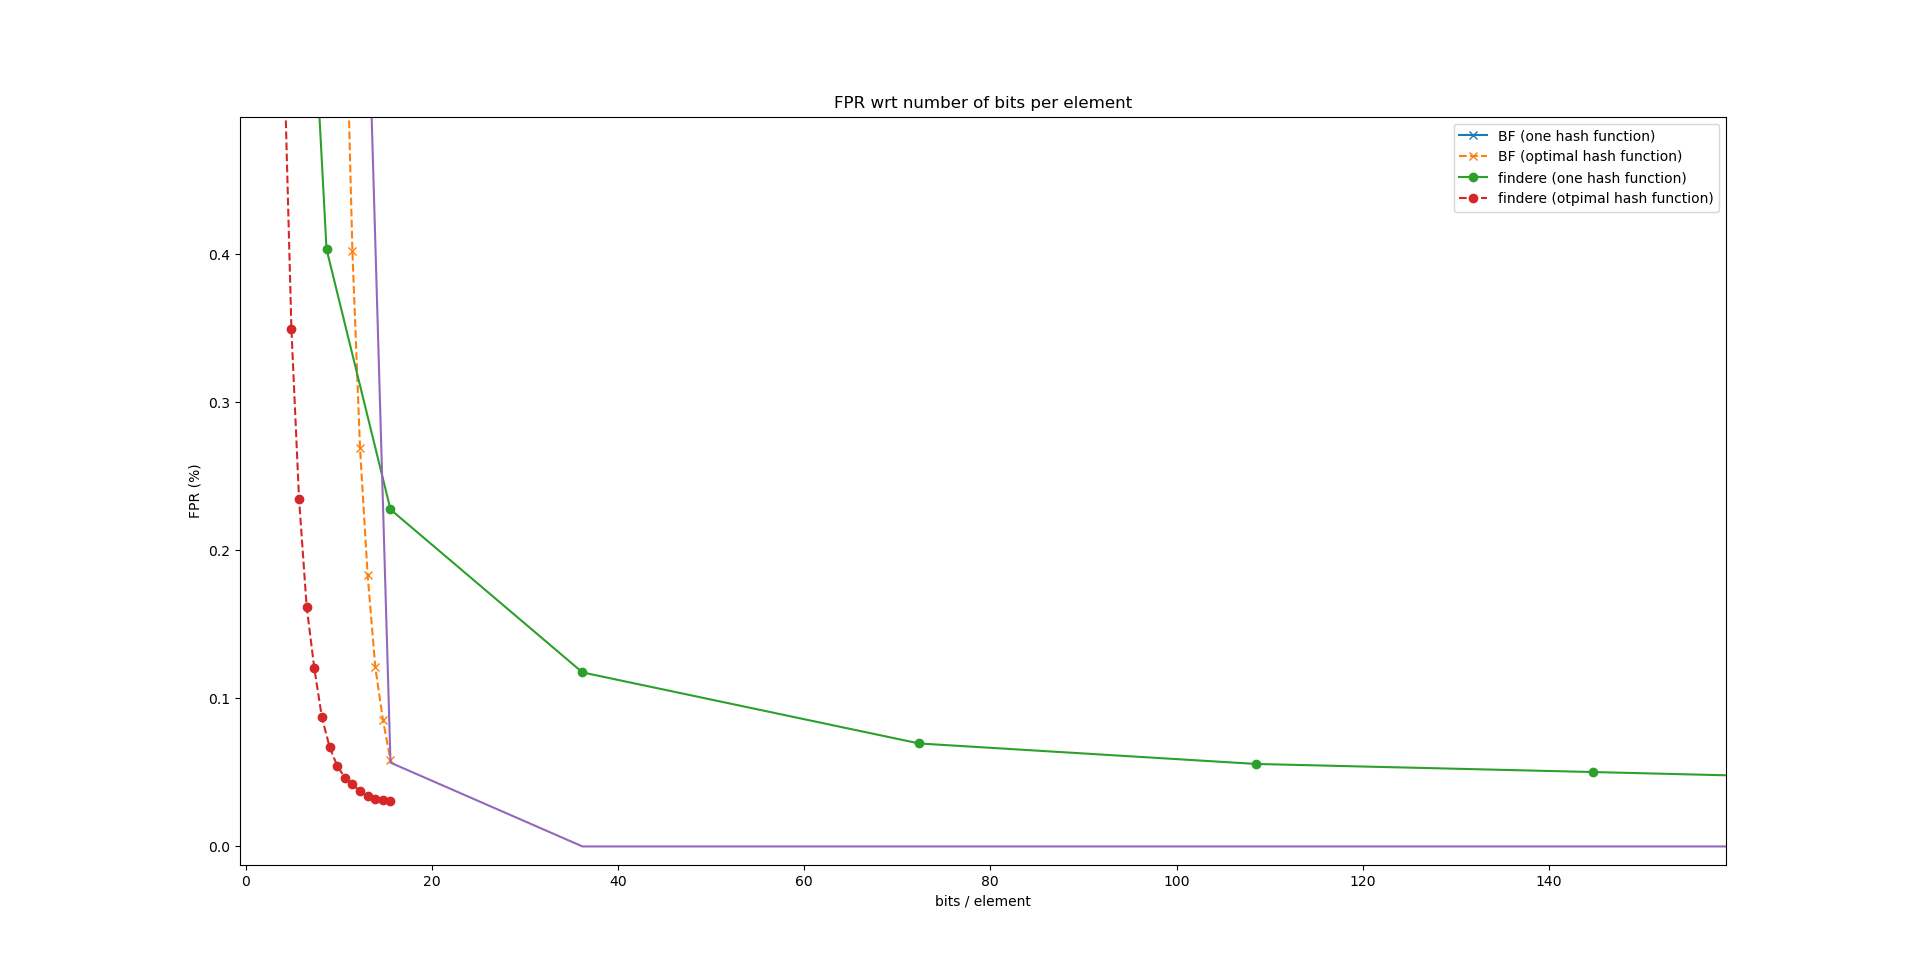 FPR wrt number of bits per element
BF (one hash function)
BF (optimal hash function)
findere (one hash function)
findere (otpimal hash function)
FPR (%)
0.4
0.3
0.2
0.1
0.0
0 20 40 60 80 100 120 140
bits / element